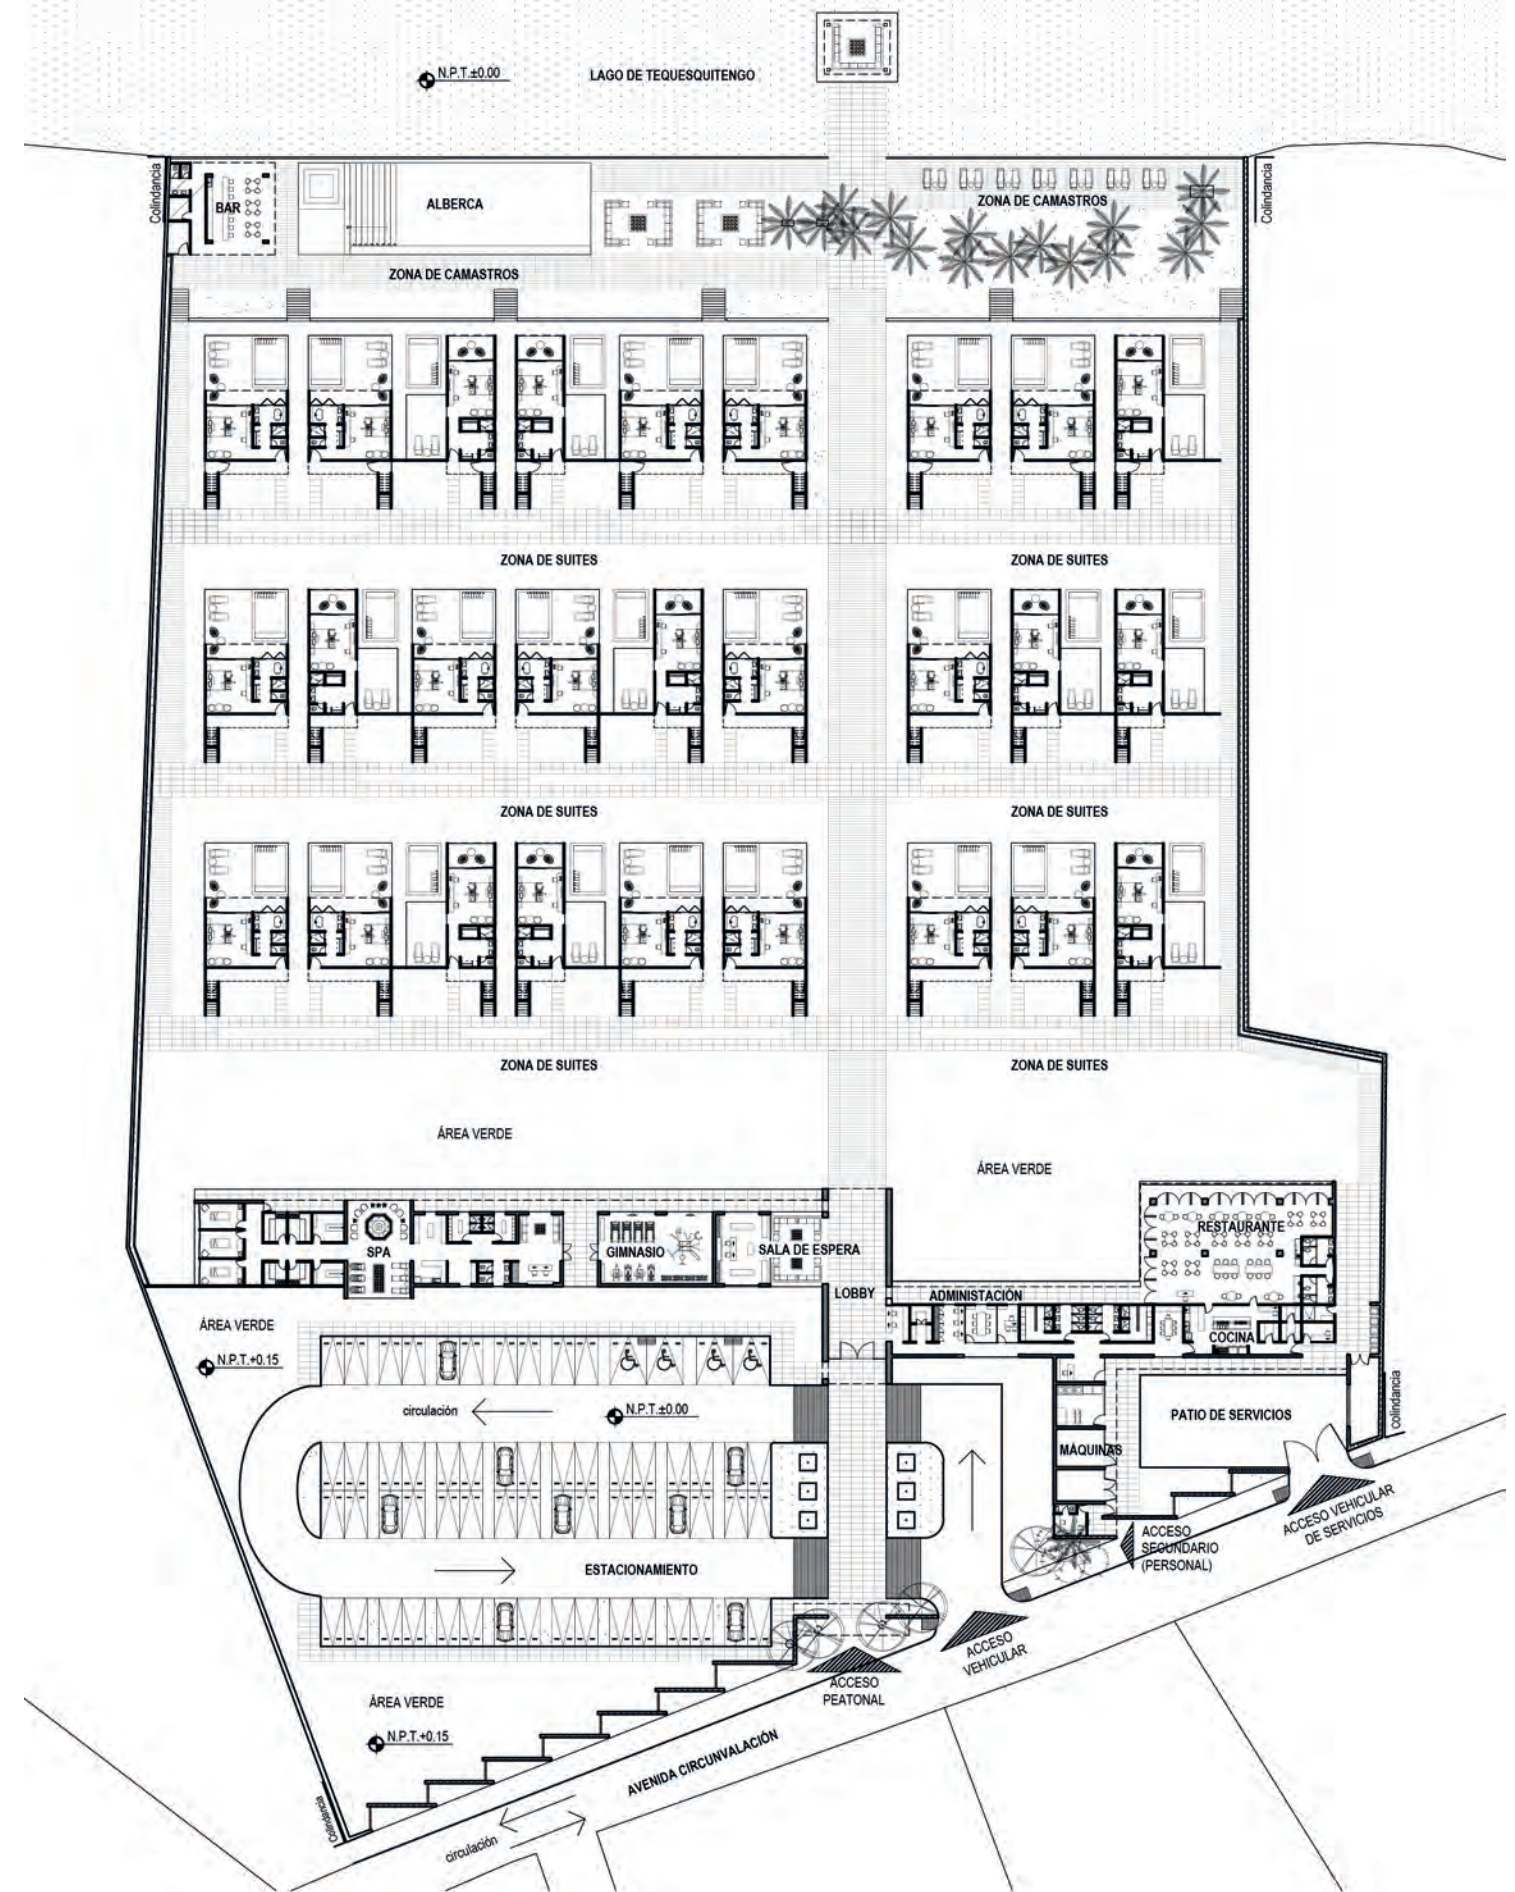 N.P.T.±0.00
LAGO DE TEQUESQUITENGO
Colindancia
BAR
ALBERCA
ZONA DE CAMASTROS
Colindancia
ZONA DE CAMASTROS
ZONA DE SUITES
ZONA DE SUITES
ZONA DE SUITES
ZONA DE SUITES
ZONA DE SUITES
ZONA DE SUITES
ÁREA VERDE
ÁREA VERDE
SPA
GIMNASIO
SALA DE ESPERA
RESTAURANTE
LOBBY
ADMINISTACIÓN
COCINA
ÁREA VERDE
N.P.T.+0.15
circulación
N.P.T.±0.00
colindancia
PATIO DE SERVICIOS
MÁQUINAS
ACCESO VEHICULAR
DE SERVICIOS
ACCESO
SECUNDARIO
(PERSONAL)
ESTACIONAMIENTO
ACCESO
VEHICULAR
ACCESO
PEATONAL
ÁREA VERDE
N.P.T.+0.15
AVENIDA CIRCUNVALACIÓN
Colindancia
circulación